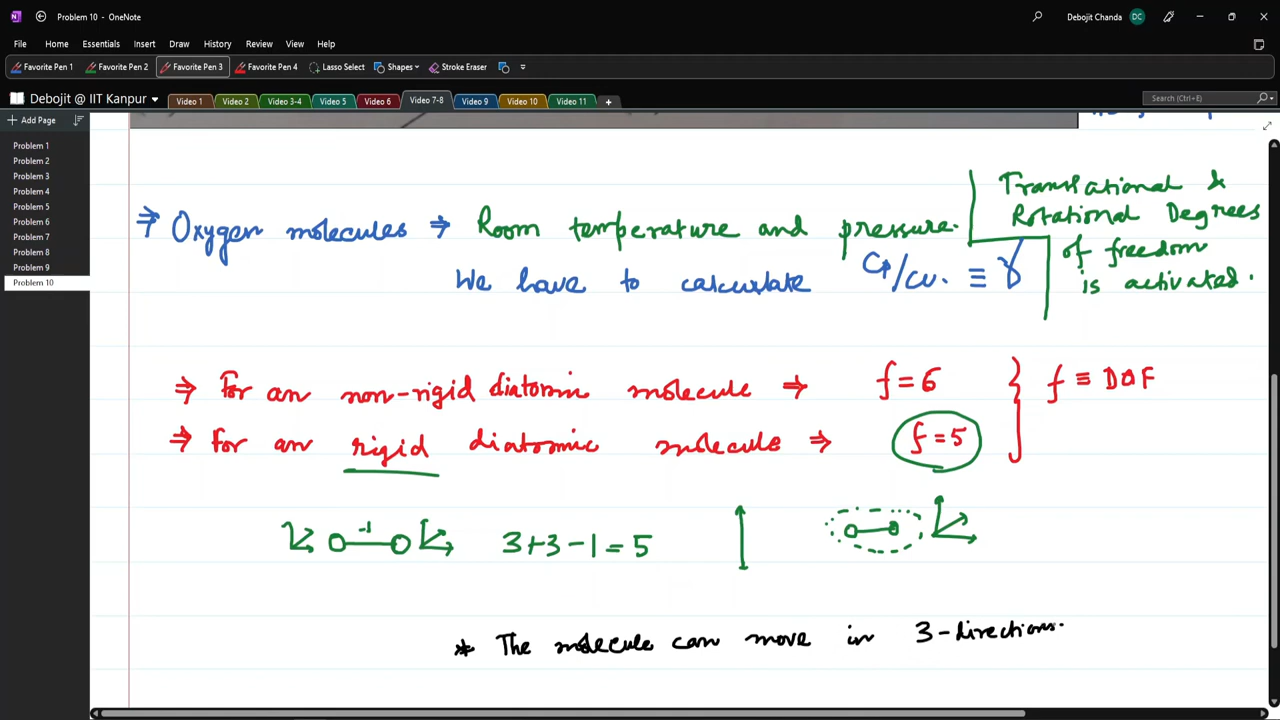 Problem 10 - OneNote
Debojit Chanda DC
File Home Essentials Insert Draw History Review View Help
Favorite Pen 1 Favorite Pen 2 Favorite Pen 3 Favorite Pen 4 Lasso Select Shapes Stroke Eraser
Debojit @ IIT Kanpur Video 1 Video 2 Video 3-4 Video 5 Video 6 Video 7-8 Video 9 Video 10 Video 11 + Search (Ctrl+E)
+ Add Page
Problem 1
Problem 2
Problem 3
Problem 4
Problem 5
Problem 6
Problem 7
Problem 8
Problem 9
Problem 10
⇒ Oxygen molecules ⇒ Room temperature and pressure.
We have to calculate Cp/Cv. ≡ γ
Translational &
Rotational Degrees
of freedom
is activated.
⇒ For an non-rigid diatomic molecule ⇒ f=6
⇒ For an rigid diatomic molecule ⇒ f=5
f ≡ DOF
-1
3+3-1=5
* The molecule can move in 3-directions.